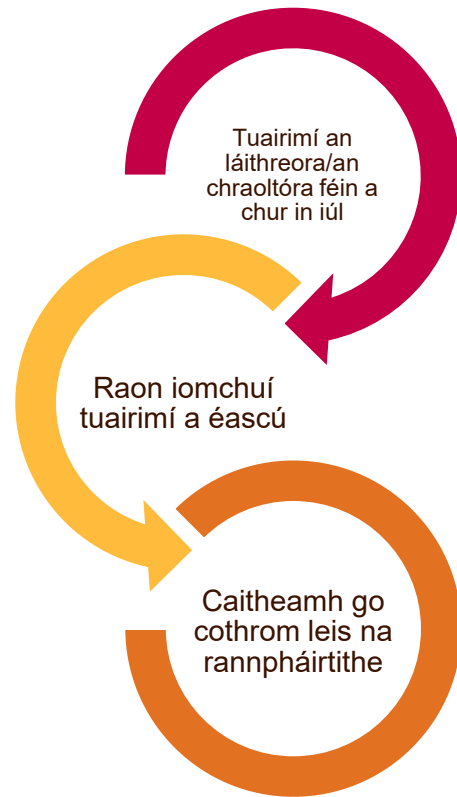 Tuairimí an
láithreora/an
chraoltóra féin a
chur in iúl
Raon iomchuí
tuairimí a éascú
Caitheamh go
cothrom leis na
rannpháirtithe